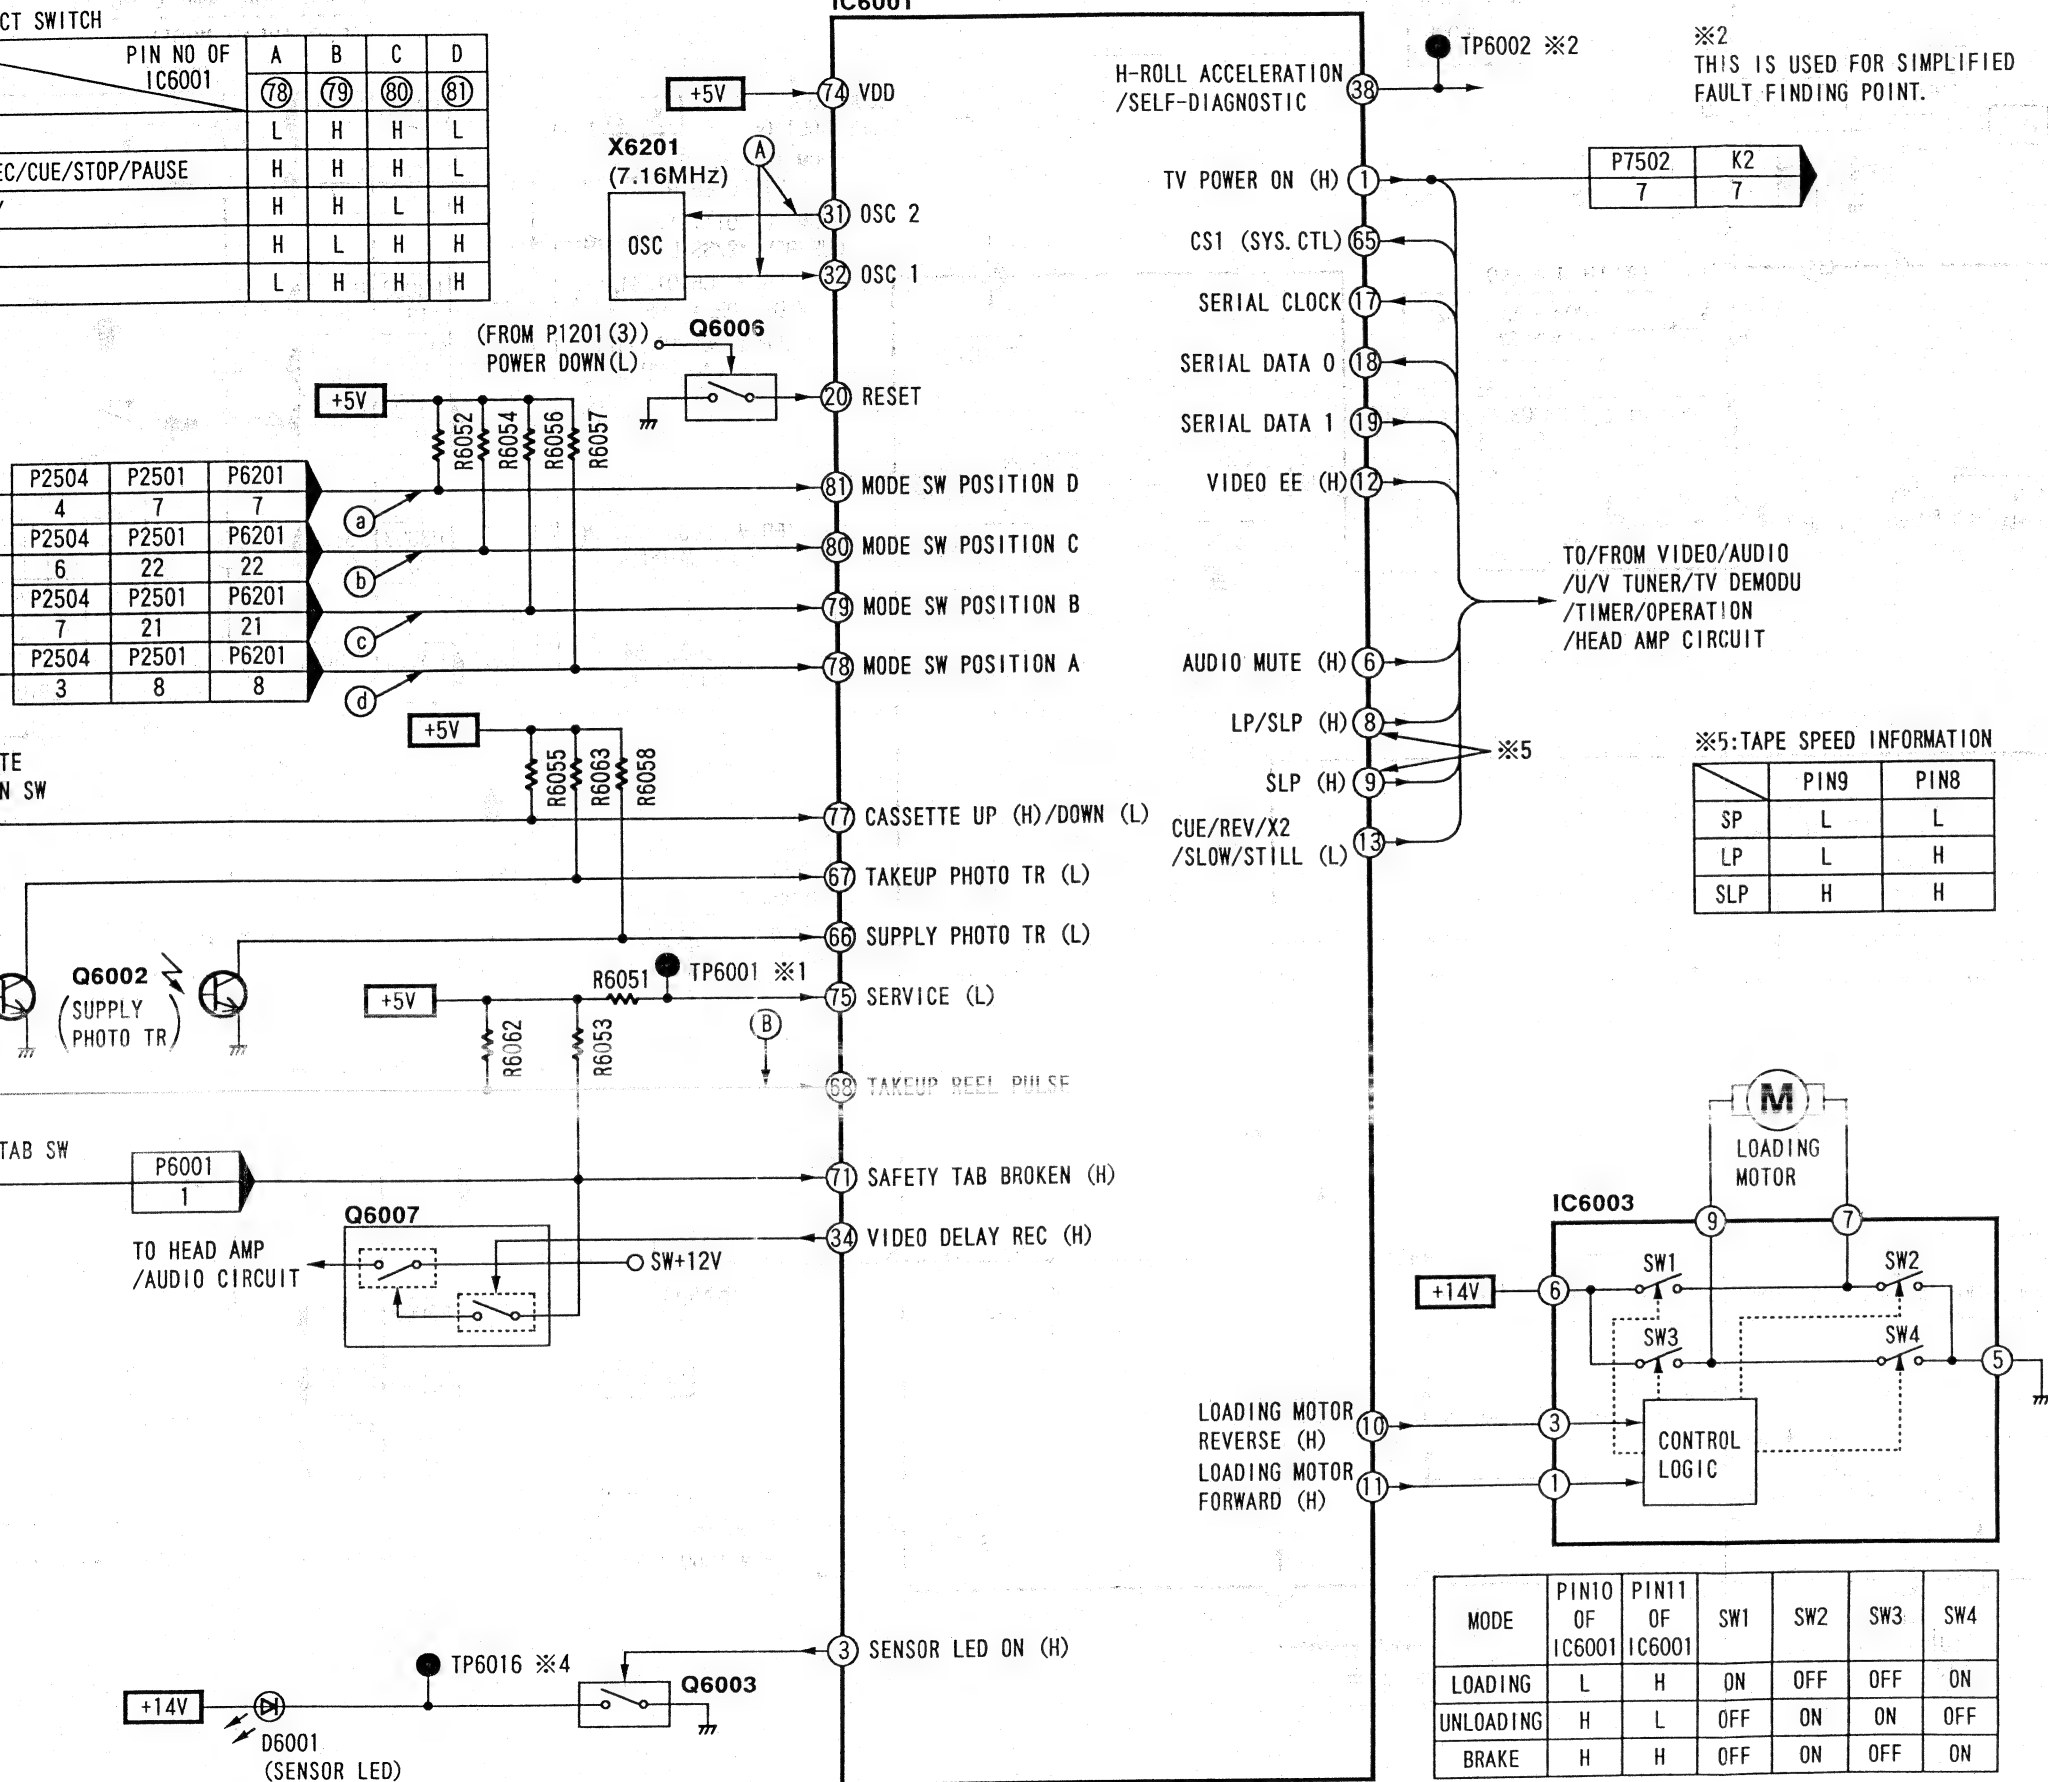 CT SWITCH
PIN NO OF
IC6001
A B C D
78 79 80 81
L H H L
EC/CUE/STOP/PAUSE H H H L
H H L H
H L H H
L H H H
IC6001
+5V
74 VDD
X6201
(7.16MHz)
A
OSC
31 OSC 2
32 OSC 1
(FROM P1201(3))
POWER DOWN(L)
Q6006
20 RESET
+5V
R6052
R6054
R6056
R6057
P2504 P2501 P6201
4 7 7
a
81 MODE SW POSITION D
P2504 P2501 P6201
6 22 22
b
80 MODE SW POSITION C
P2504 P2501 P6201
7 21 21
c
79 MODE SW POSITION B
P2504 P2501 P6201
3 8 8
d
78 MODE SW POSITION A
+5V
R6055
R6063
R6058
TE
N SW
77 CASSETTE UP (H)/DOWN (L)
67 TAKEUP PHOTO TR (L)
66 SUPPLY PHOTO TR (L)
Q6002
(SUPPLY
PHOTO TR)
+5V
R6062
R6053
R6051
TP6001 ※1
75 SERVICE (L)
B
68 TAKEUP REEL PULSE
TAB SW
P6001
1
71 SAFETY TAB BROKEN (H)
Q6007
34 VIDEO DELAY REC (H)
TO HEAD AMP
/AUDIO CIRCUIT
SW+12V
3 SENSOR LED ON (H)
TP6016 ※4
Q6003
+14V
D6001
(SENSOR LED)
H-ROLL ACCELERATION
/SELF-DIAGNOSTIC
38
TP6002 ※2
※2
THIS IS USED FOR SIMPLIFIED
FAULT FINDING POINT.
TV POWER ON (H) 1
P7502 K2
7 7
CS1 (SYS.CTL) 65
SERIAL CLOCK 17
SERIAL DATA 0 18
SERIAL DATA 1 19
VIDEO EE (H) 12
TO/FROM VIDEO/AUDIO
/U/V TUNER/TV DEMODU
/TIMER/OPERATION
/HEAD AMP CIRCUIT
AUDIO MUTE (H) 6
LP/SLP (H) 8
※5
SLP (H) 9
CUE/REV/X2
/SLOW/STILL (L) 13
※5:TAPE SPEED INFORMATION
PIN9 PIN8
SP L L
LP L H
SLP H H
M
LOADING
MOTOR
IC6003
9 7
+14V
6
SW1
SW2
SW3
SW4
5
LOADING MOTOR
REVERSE (H)
10 3
LOADING MOTOR
FORWARD (H)
11 1
CONTROL
LOGIC
MODE
PIN10
OF
IC6001
PIN11
OF
IC6001
SW1 SW2 SW3 SW4
LOADING L H ON OFF OFF ON
UNLOADING H L OFF ON ON OFF
BRAKE H H OFF ON OFF ON